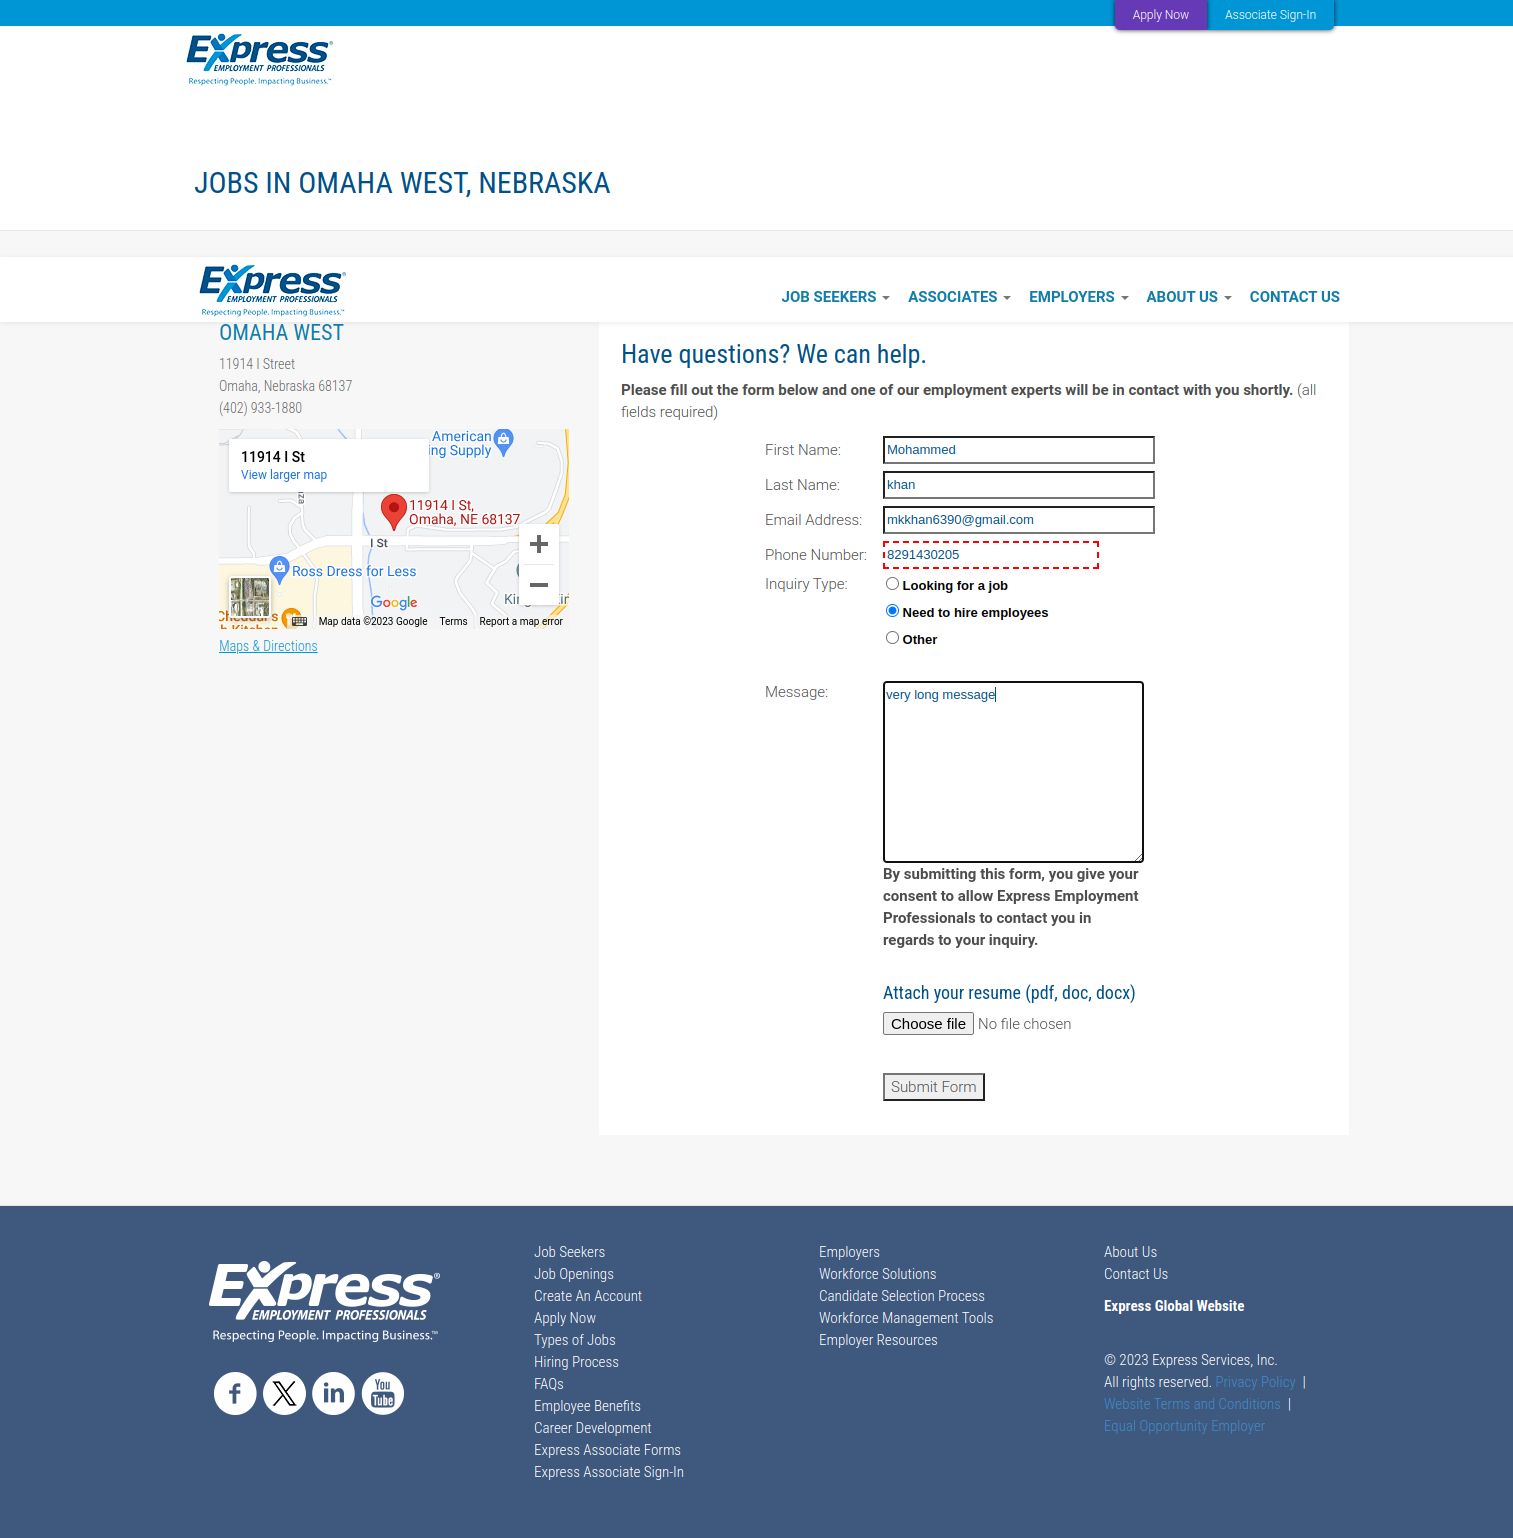 Apply Now
Associate Sign-In
Express
EMPLOYMENT PROFESSIONALS
Respecting People. Impacting Business.™
JOBS IN OMAHA WEST, NEBRASKA
Express
EMPLOYMENT PROFESSIONALS
Respecting People. Impacting Business.™
JOB SEEKERS
ASSOCIATES
EMPLOYERS
ABOUT US
CONTACT US
OMAHA WEST
11914 I Street
Omaha, Nebraska 68137
(402) 933-1880
American
ing Supply
11914 I St
View larger map
11914 I St,
Omaha, NE 68137
I St
Ross Dress for Less
Google
Map data ©2023 Google
Terms
Report a map error
Maps & Directions
Have questions? We can help.
Please fill out the form below and one of our employment experts will be in contact with you shortly. (all
fields required)
First Name:
Mohammed
Last Name:
khan
Email Address:
mkkhan6390@gmail.com
Phone Number:
8291430205
Inquiry Type:
Looking for a job
Need to hire employees
Other
Message:
very long message
By submitting this form, you give your
consent to allow Express Employment
Professionals to contact you in
regards to your inquiry.
Attach your resume (pdf, doc, docx)
Choose file No file chosen
Submit Form
Express®
EMPLOYMENT PROFESSIONALS
Respecting People. Impacting Business.™
You
Tube
Job Seekers
Job Openings
Create An Account
Apply Now
Types of Jobs
Hiring Process
FAQs
Employee Benefits
Career Development
Express Associate Forms
Express Associate Sign-In
Employers
Workforce Solutions
Candidate Selection Process
Workforce Management Tools
Employer Resources
About Us
Contact Us
Express Global Website
© 2023 Express Services, Inc.
All rights reserved. Privacy Policy |
Website Terms and Conditions |
Equal Opportunity Employer